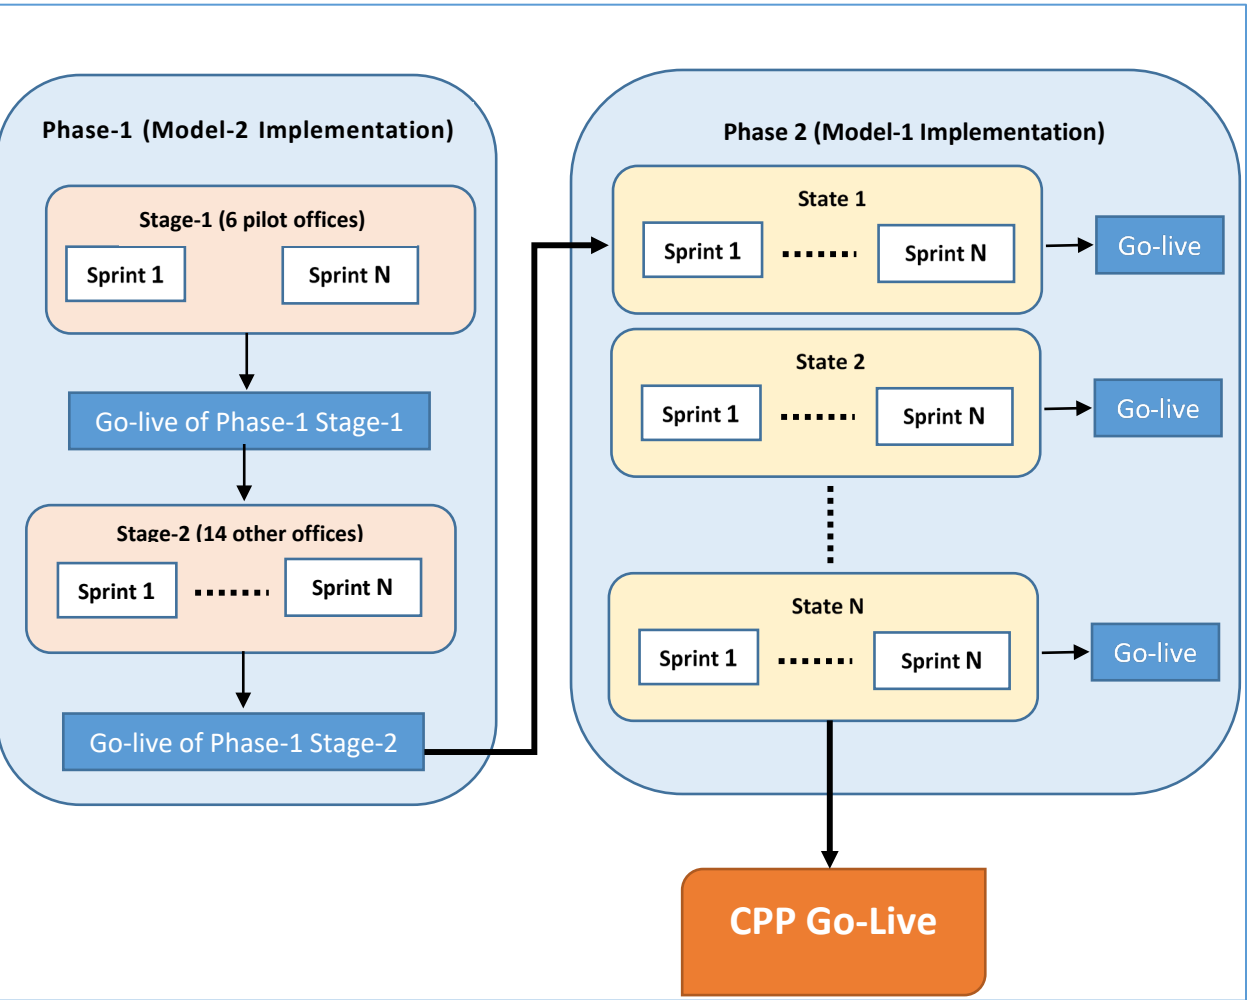 Phase-1 (Model-2 Implementation)
Stage-1 (6 pilot offices)
Sprint 1
Sprint N
Go-live of Phase-1 Stage-1
Stage-2 (14 other offices)
Sprint 1
Sprint N
Go-live of Phase-1 Stage-2
Phase 2 (Model-1 Implementation)
State 1
Sprint 1
Sprint N
Go-live
State 2
Sprint 1
Sprint N
Go-live
State N
Sprint 1
Sprint N
Go-live
CPP Go-Live